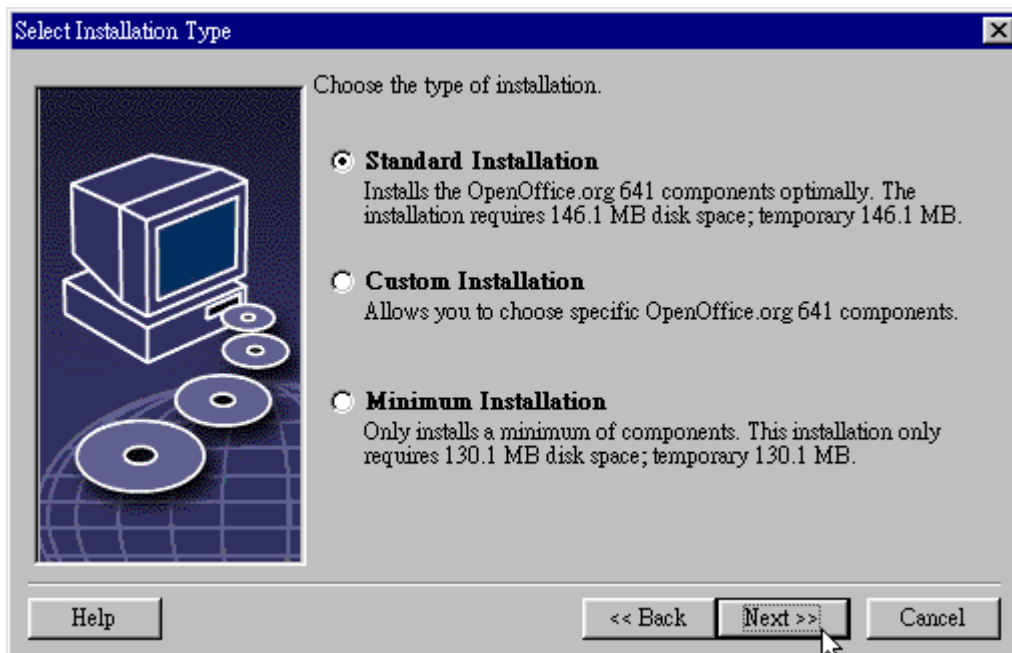 Select Installation Type
Choose the type of installation.
Standard Installation
Installs the OpenOffice.org 641 components optimally. The
installation requires 146.1 MB disk space; temporary 146.1 MB.
Custom Installation
Allows you to choose specific OpenOffice.org 641 components.
Minimum Installation
Only installs a minimum of components. This installation only
requires 130.1 MB disk space; temporary 130.1 MB.
Help
<< Back
Next >>
Cancel